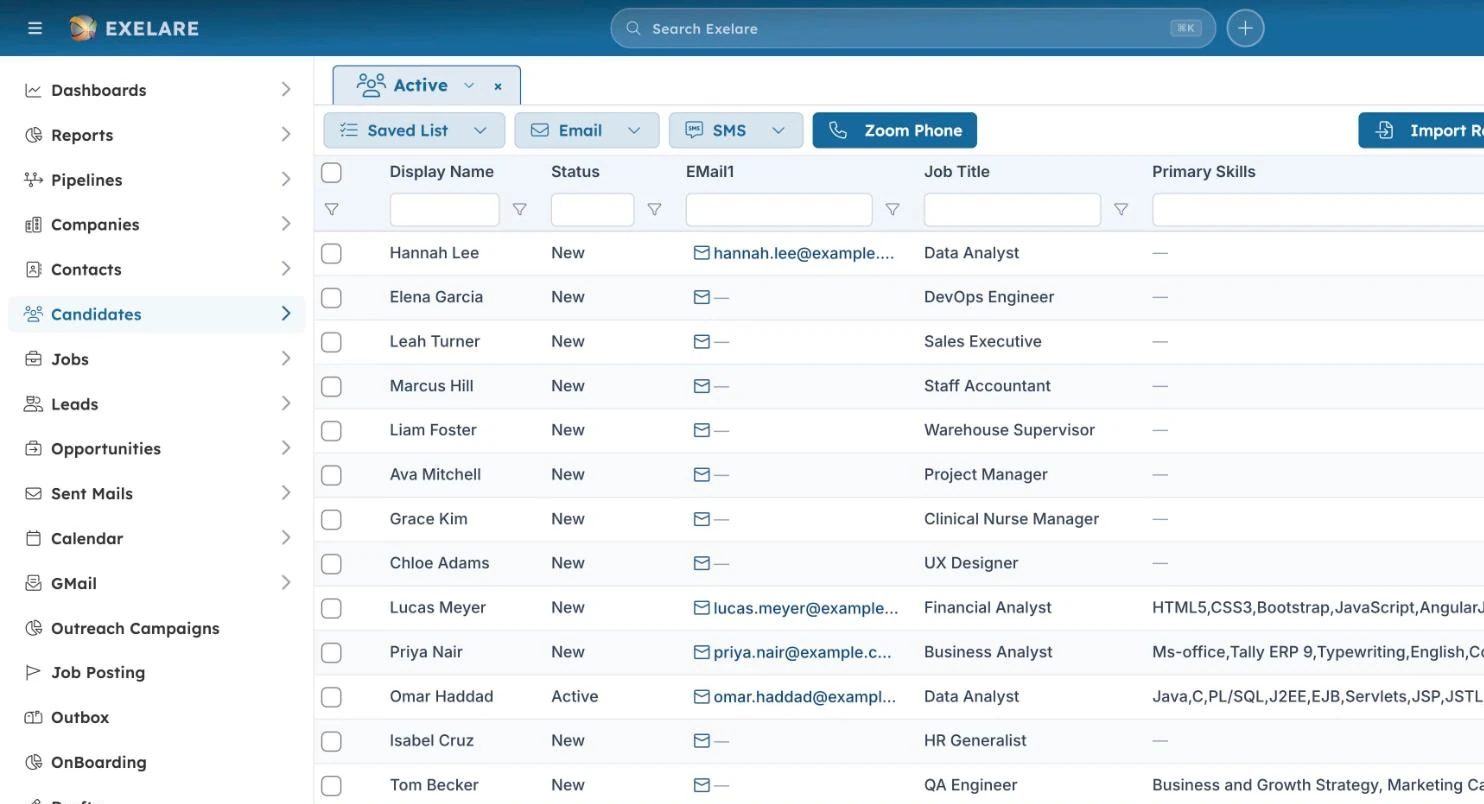 EXELARE
Search Exelare
⌘K
Dashboards
Reports
Pipelines
Companies
Contacts
Candidates
Jobs
Leads
Opportunities
Sent Mails
Calendar
GMail
Outreach Campaigns
Job Posting
Outbox
OnBoarding
Active
Saved List Email SMS SMS Zoom Phone Import
Display Name Status EMail1 Job Title Primary Skills
Hannah Lee New hannah.lee@example.... Data Analyst —
Elena Garcia New — DevOps Engineer —
Leah Turner New — Sales Executive —
Marcus Hill New — Staff Accountant —
Liam Foster New — Warehouse Supervisor —
Ava Mitchell New — Project Manager —
Grace Kim New — Clinical Nurse Manager —
Chloe Adams New — UX Designer —
Lucas Meyer New lucas.meyer@example... Financial Analyst HTML5,CSS3,Bootstrap,JavaScript,AngularJ
Priya Nair New priya.nair@example.c... Business Analyst Ms-office,Tally ERP 9,Typewriting,English,Co
Omar Haddad Active omar.haddad@exampl... Data Analyst Java,C,PL/SQL,J2EE,EJB,Servlets,JSP,JSTL
Isabel Cruz New — HR Generalist —
Tom Becker New — QA Engineer Business and Growth Strategy, Marketing Ca